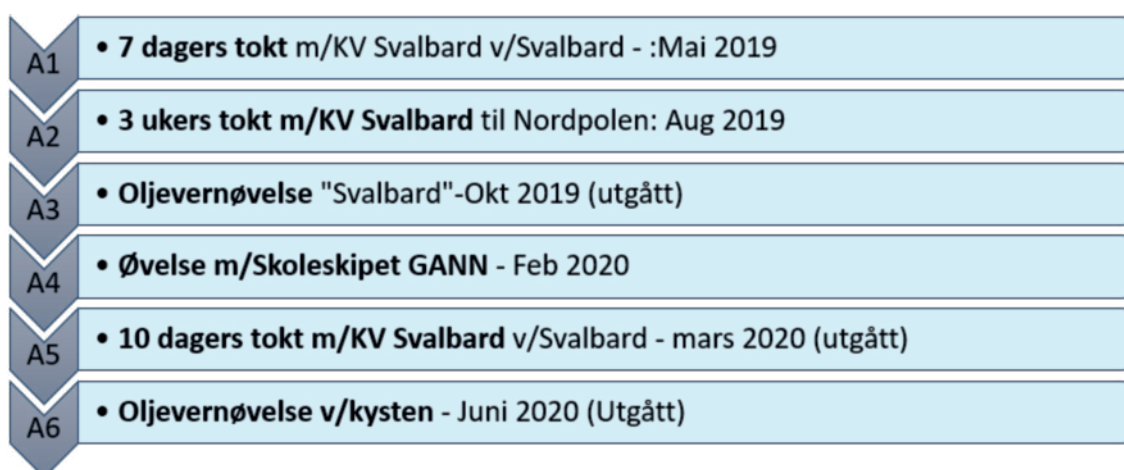 A1 • 7 dagers tokt m/KV Svalbard v/Svalbard - :Mai 2019
A2 • 3 ukers tokt m/KV Svalbard til Nordpolen: Aug 2019
A3 • Oljevernøvelse "Svalbard"-Okt 2019 (utgått)
A4 • Øvelse m/Skoleskipet GANN - Feb 2020
A5 • 10 dagers tokt m/KV Svalbard v/Svalbard - mars 2020 (utgått)
A6 • Oljevernøvelse v/kysten - Juni 2020 (Utgått)